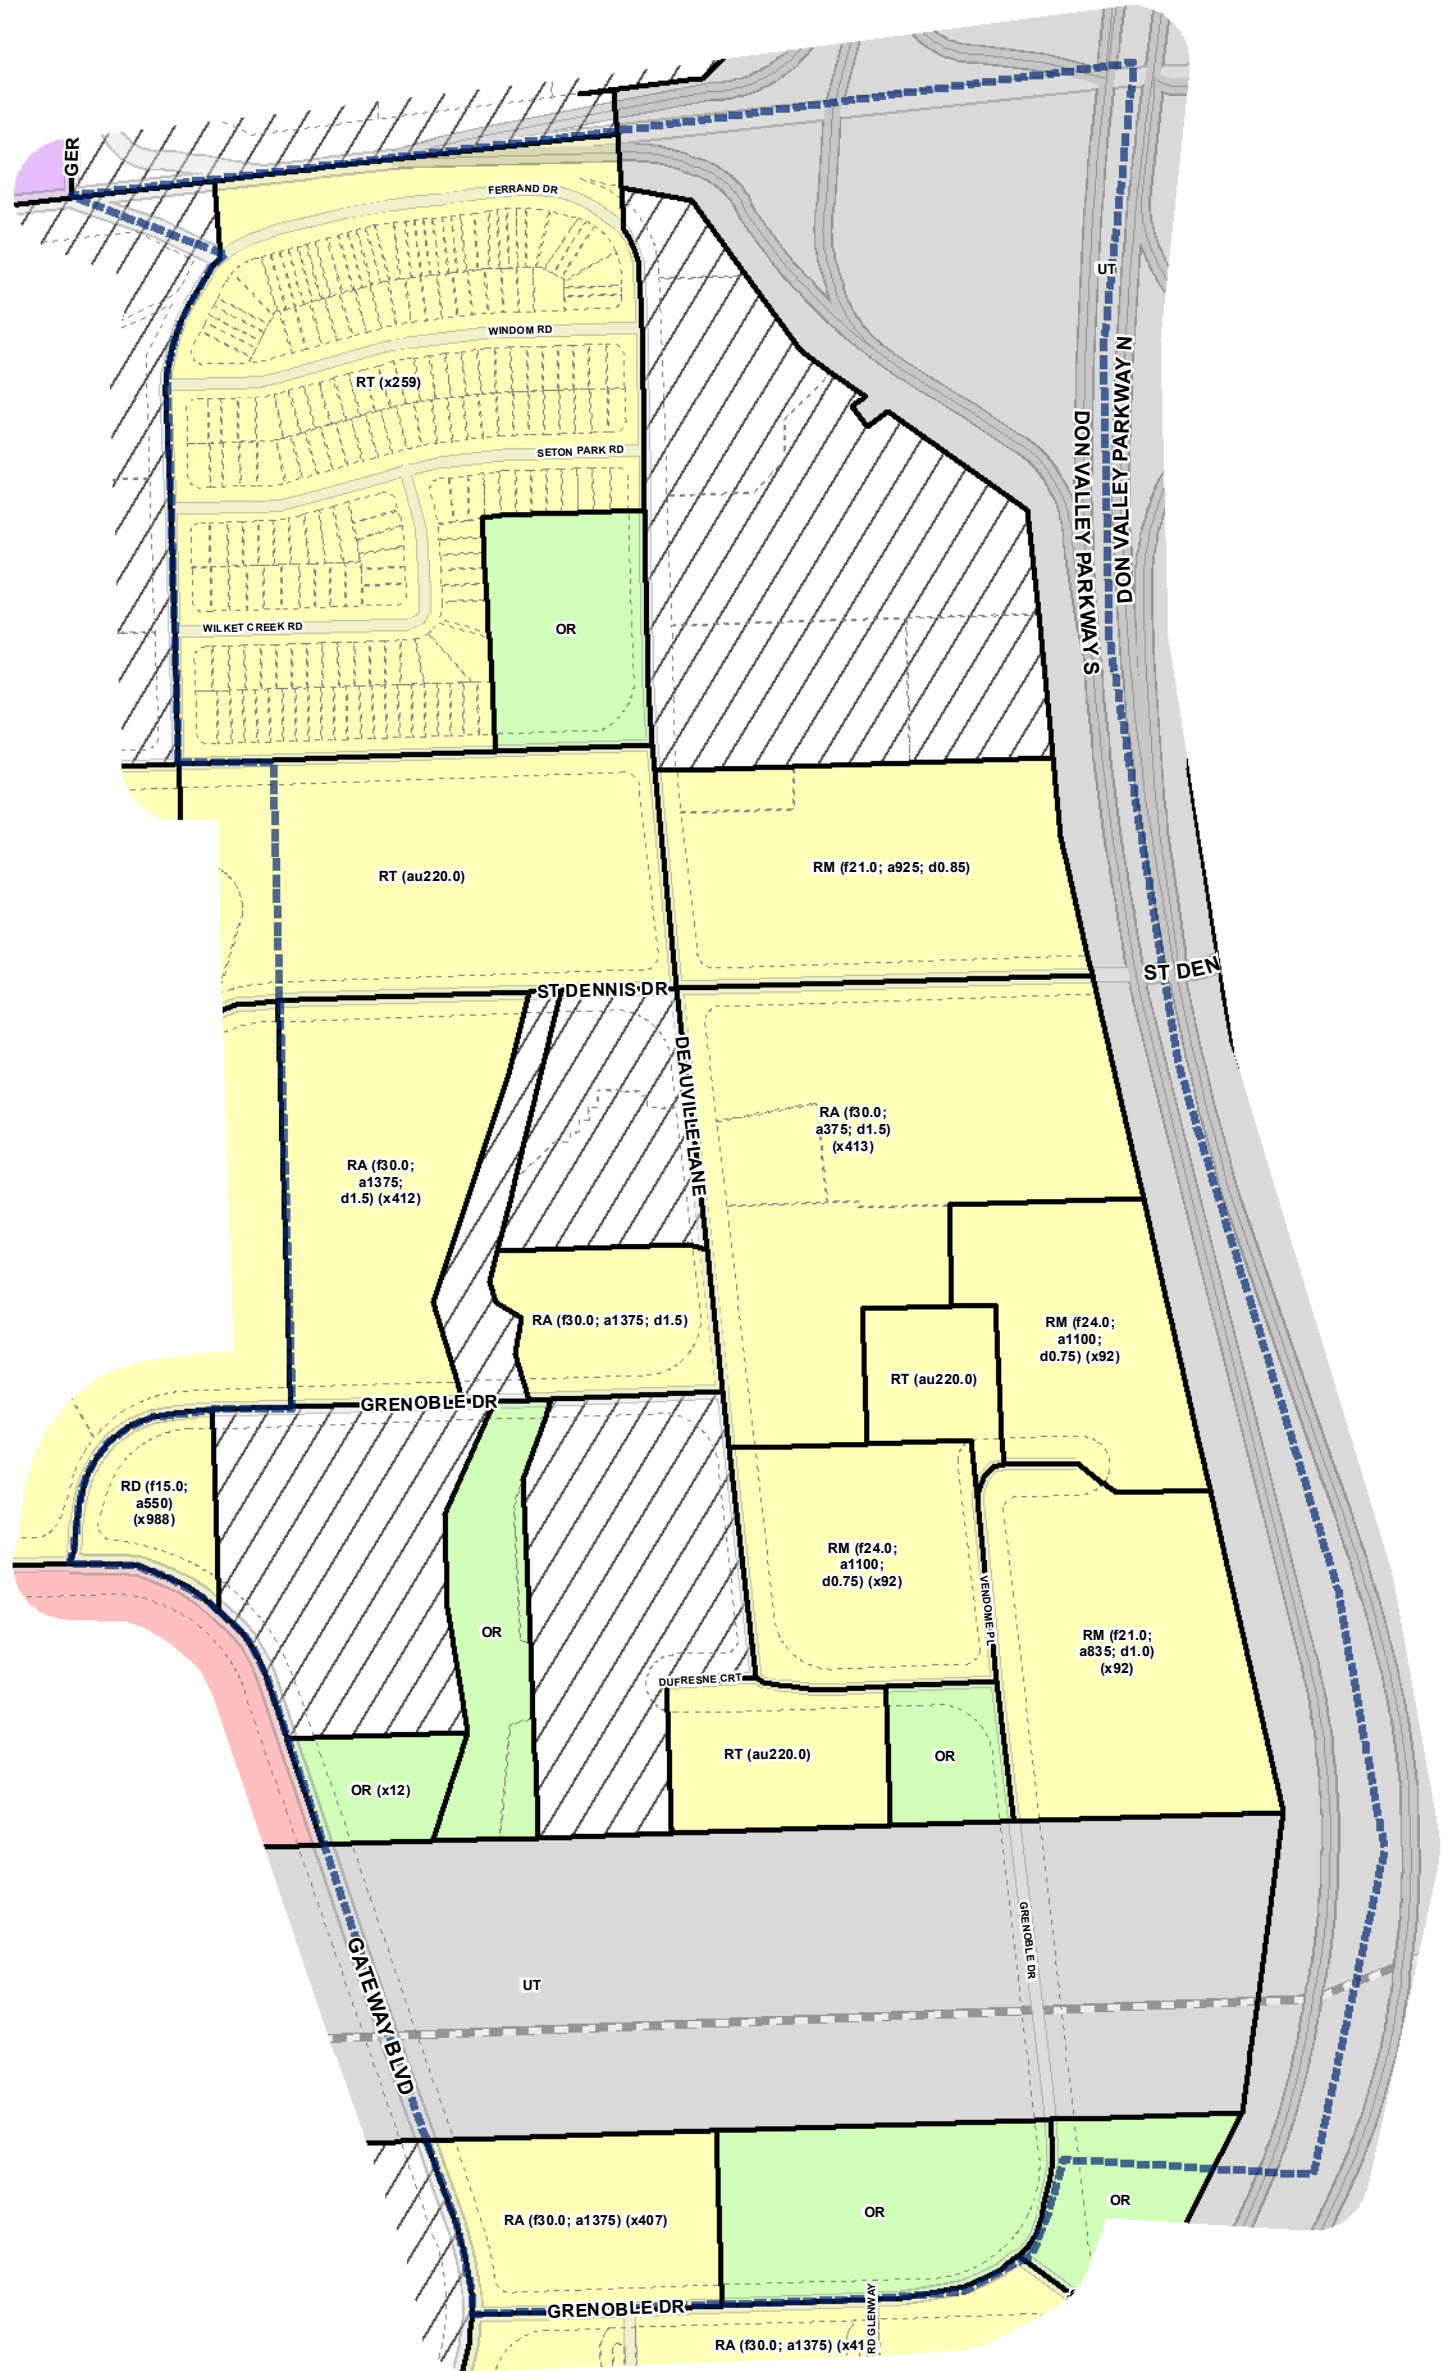 GER
FERRAND DR
UT
WINDOM RD
RT (x259)
DON VALLEY PARKWAY N
DON VALLEY PARKWAY S
SETON PARK RD
WILKET CREEK RD
OR
RT (au220.0)
RM (f21.0; a925; d0.85)
ST DENNIS DR
ST DEN
DEAUVILLE LANE
RA (f30.0;
a375; d1.5)
(x413)
RA (f30.0;
a1375;
d1.5) (x412)
RA (f30.0; a1375; d1.5)
RM (f24.0;
a1100;
d0.75) (x92)
RT (au220.0)
GRENOBLE DR
RD (f15.0;
a550)
(x988)
RM (f24.0;
a1100;
d0.75) (x92)
VENDOME PL
OR
RM (f21.0;
a835; d1.0)
(x92)
DUFRESNE CRT
RT (au220.0)
OR
OR (x12)
GRENOBLE DR
UT
GATEWAY BLVD
OR
OR
RA (f30.0; a1375) (x407)
GRENOBLE DR
RD GLENWAY
RA (f30.0; a1375) (x41